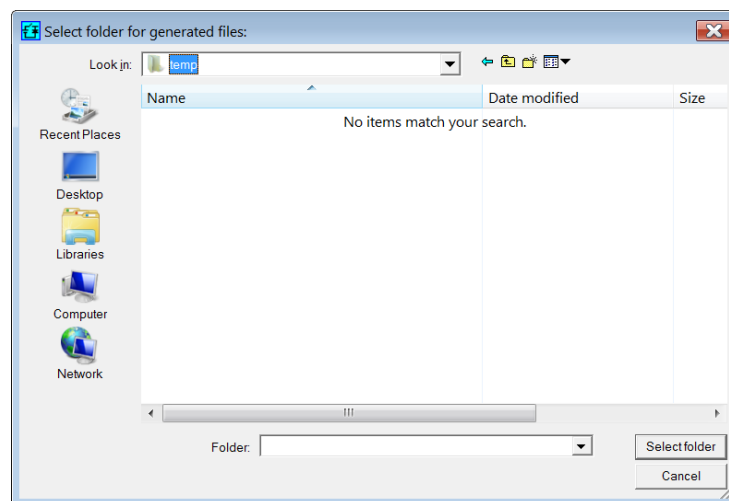 Select folder for generated files:
Look in: temp
Name Date modified Size
No items match your search.
Recent Places
Desktop
Libraries
Computer
Network
Folder: Select folder
Cancel